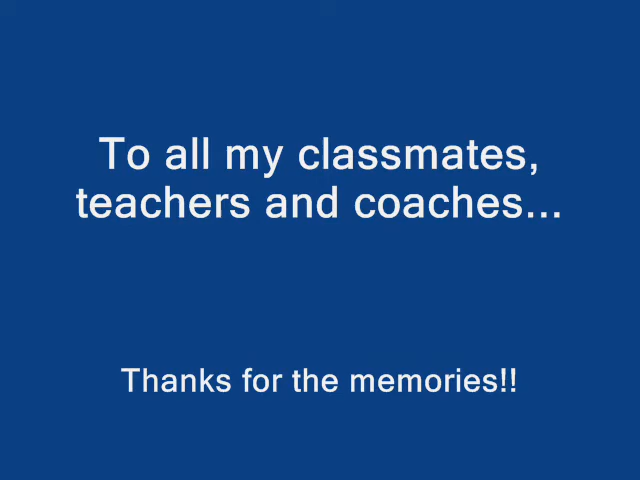 To all my classmates,
teachers and coaches...
Thanks for the memories!!